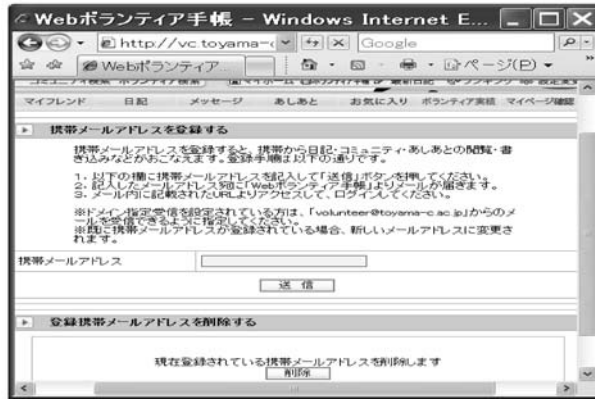 Webボランティア手帳 - Windows Internet E...
http://vc.toyama-c
Google
Webボランティア...
ページ(P)
マイフレンド 日記 メッセージ あしあと お気に入り ボランティア実績 マイページ確認
携帯メールアドレスを登録する
携帯メールアドレスを登録すると、携帯から日記・コミュニティ・あしあとの閲覧・書
き込みなどがおこなえます。登録手順は以下の通りです。
1. 以下の欄に携帯メールアドレスを記入して「送信」ボタンを押してください。
2. 記入したメールアドレス宛に「Webボランティア手帳」よりメールが届きます。
3. メール内に記載されたURLよりアクセスして、ログインしてください。
※ドメイン指定受信を設定されている方は、「volunteer@toyama-c.ac.jp」からのメ
ールを受信できるように指定してください。
※既に携帯メールアドレスが登録されている場合、新しいメールアドレスに変更さ
れます。
携帯メールアドレス
送 信
登録携帯メールアドレスを削除する
現在登録されている携帯メールアドレスを削除します
削除